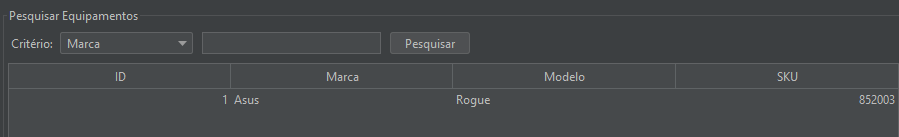 Pesquisar Equipamentos
Critério: Marca Pesquisar
ID Marca Modelo SKU
1 Asus Rogue 852003